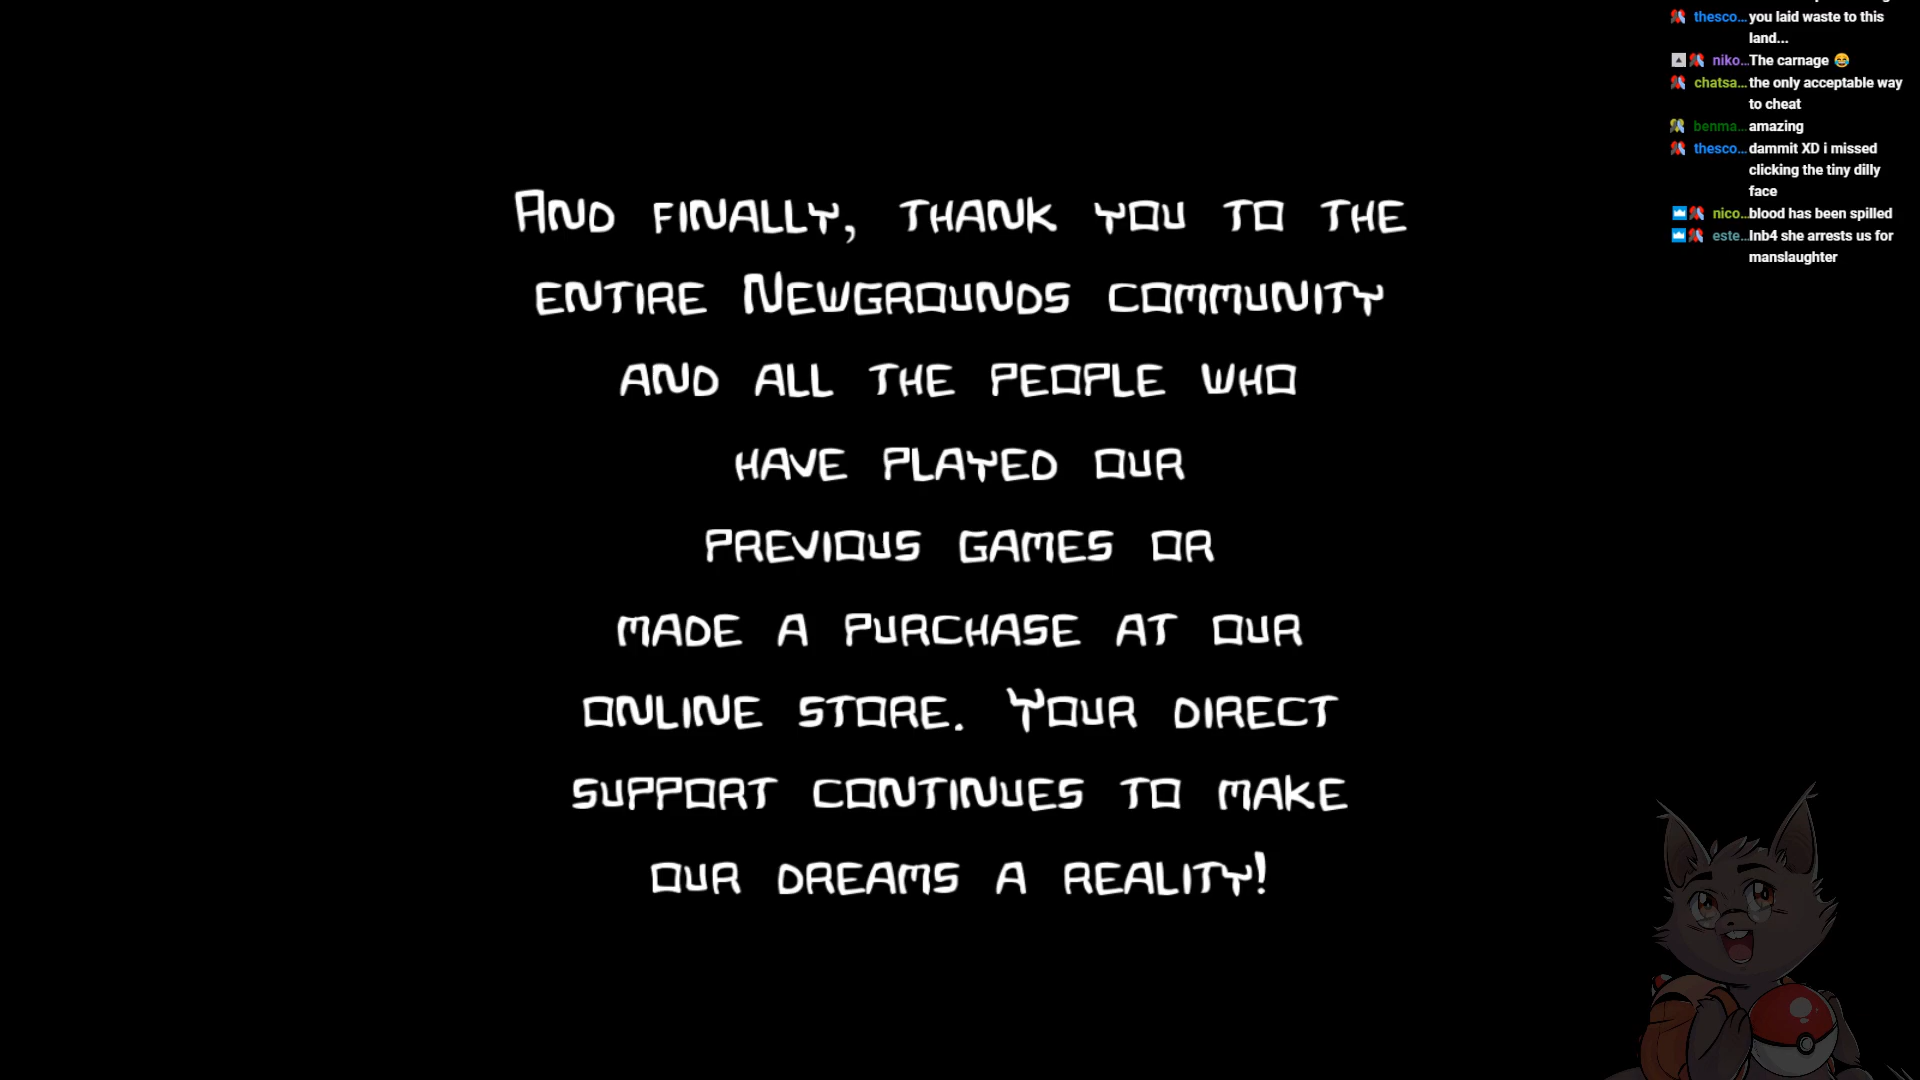 And finally, thank you to the
entire Newgrounds community
and all the people who
have played our
previous games or
made a purchase at our
online store. Your direct
support continues to make
our dreams a reality!
thesco... you laid waste to this
land...
niko... The carnage 😂
chatsa... the only acceptable way
to cheat
benma... amazing
thesco... dammit XD i missed
clicking the tiny dilly
face
nico... blood has been spilled
este... Inb4 she arrests us for
manslaughter